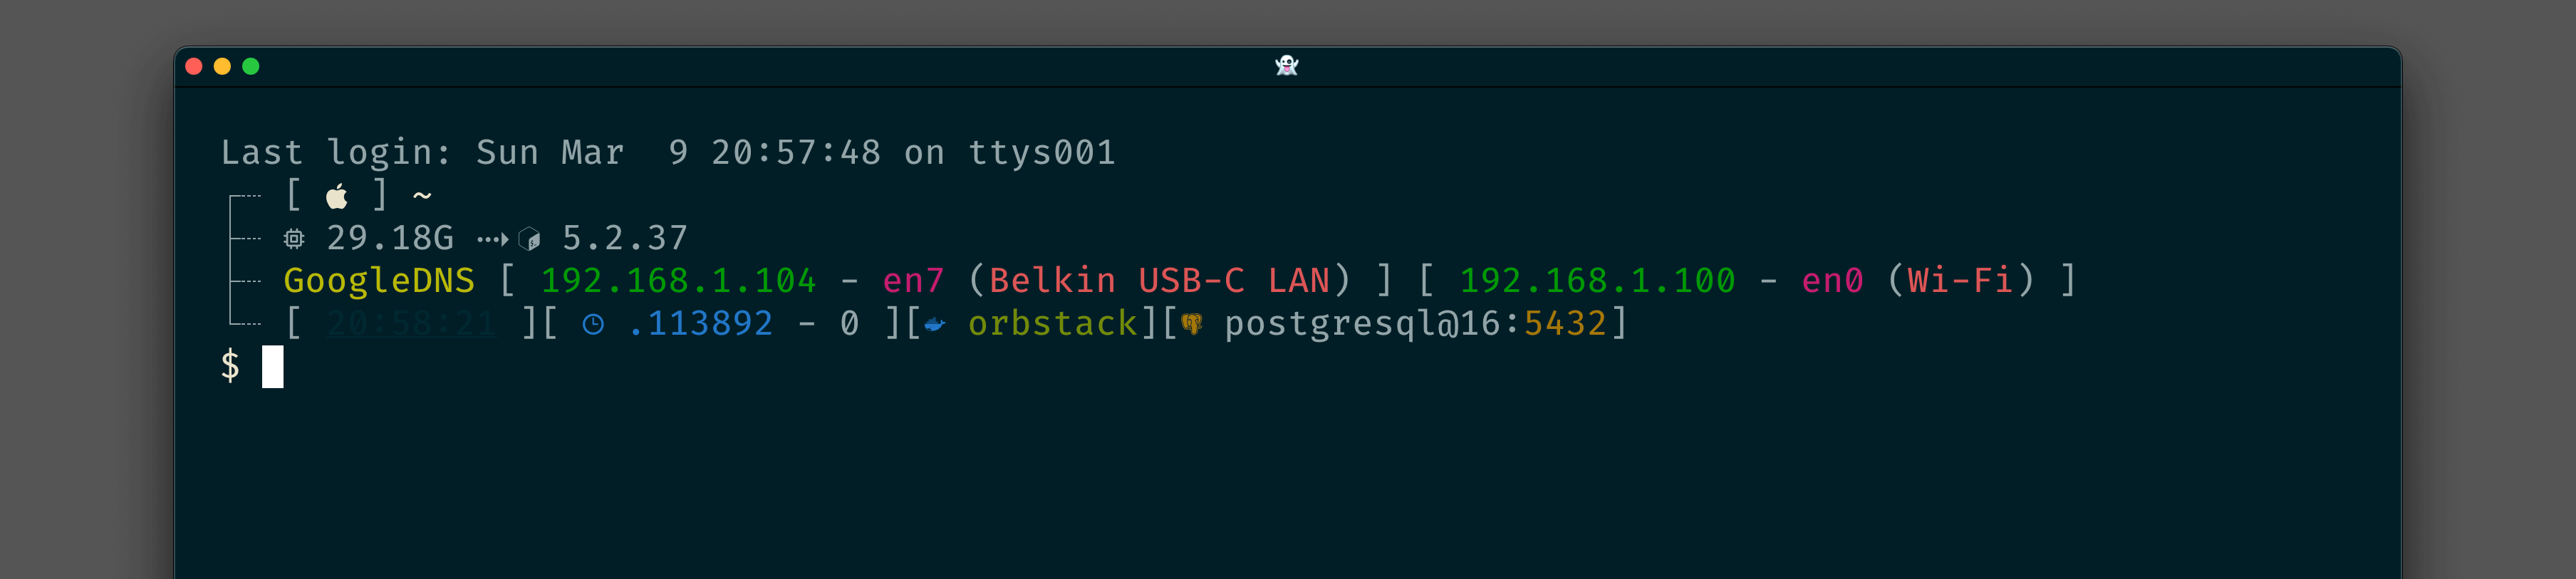 Last login: Sun Mar  9 20:57:48 on ttys001
[  ] ~
29.18G 5.2.37
GoogleDNS [ 192.168.1.104 - en7 (Belkin USB-C LAN) ] [ 192.168.1.100 - en0 (Wi-Fi) ]
[ 20:58:21 ][ .113892 - 0 ][ orbstack][ postgresql@16:5432]
$